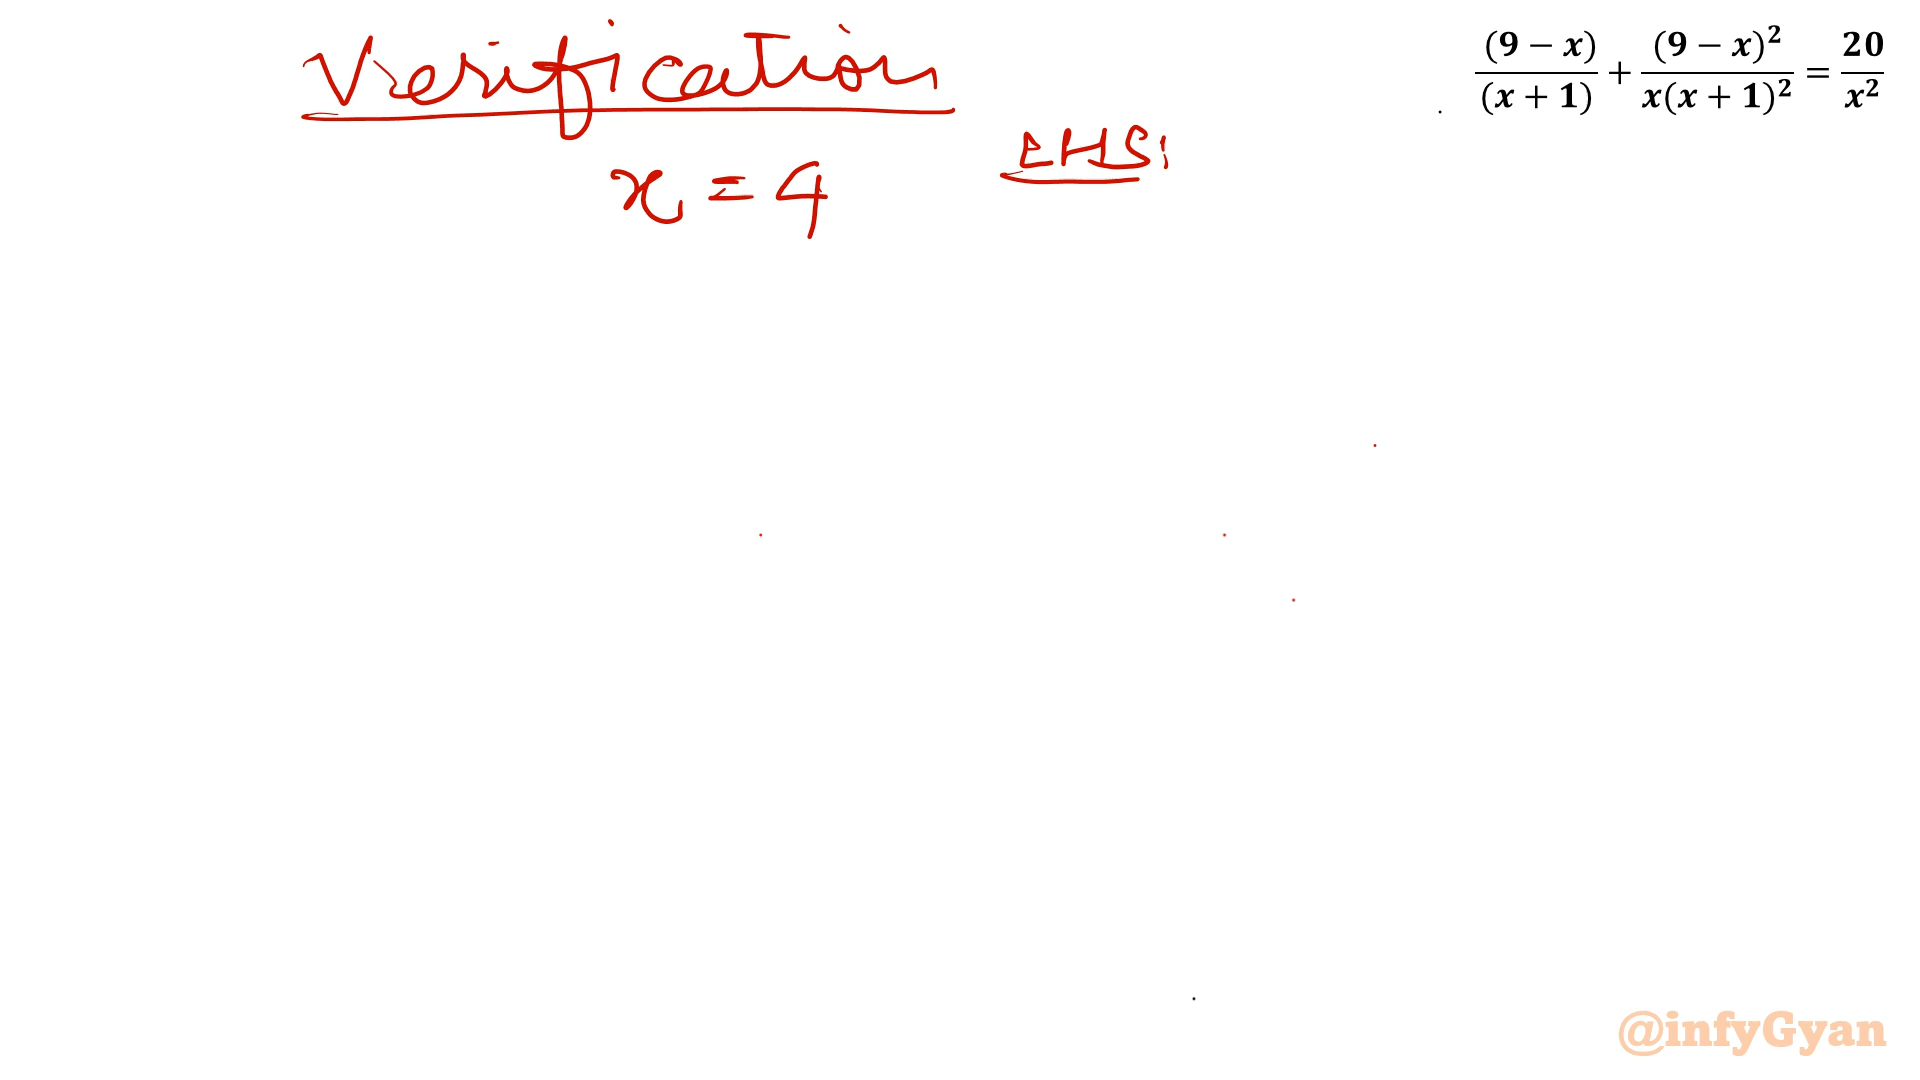 Verification
x = 4
LHS:
(9 − x)/(x + 1) + (9 − x)²/x(x + 1)² = 20/x²
@infyGyan